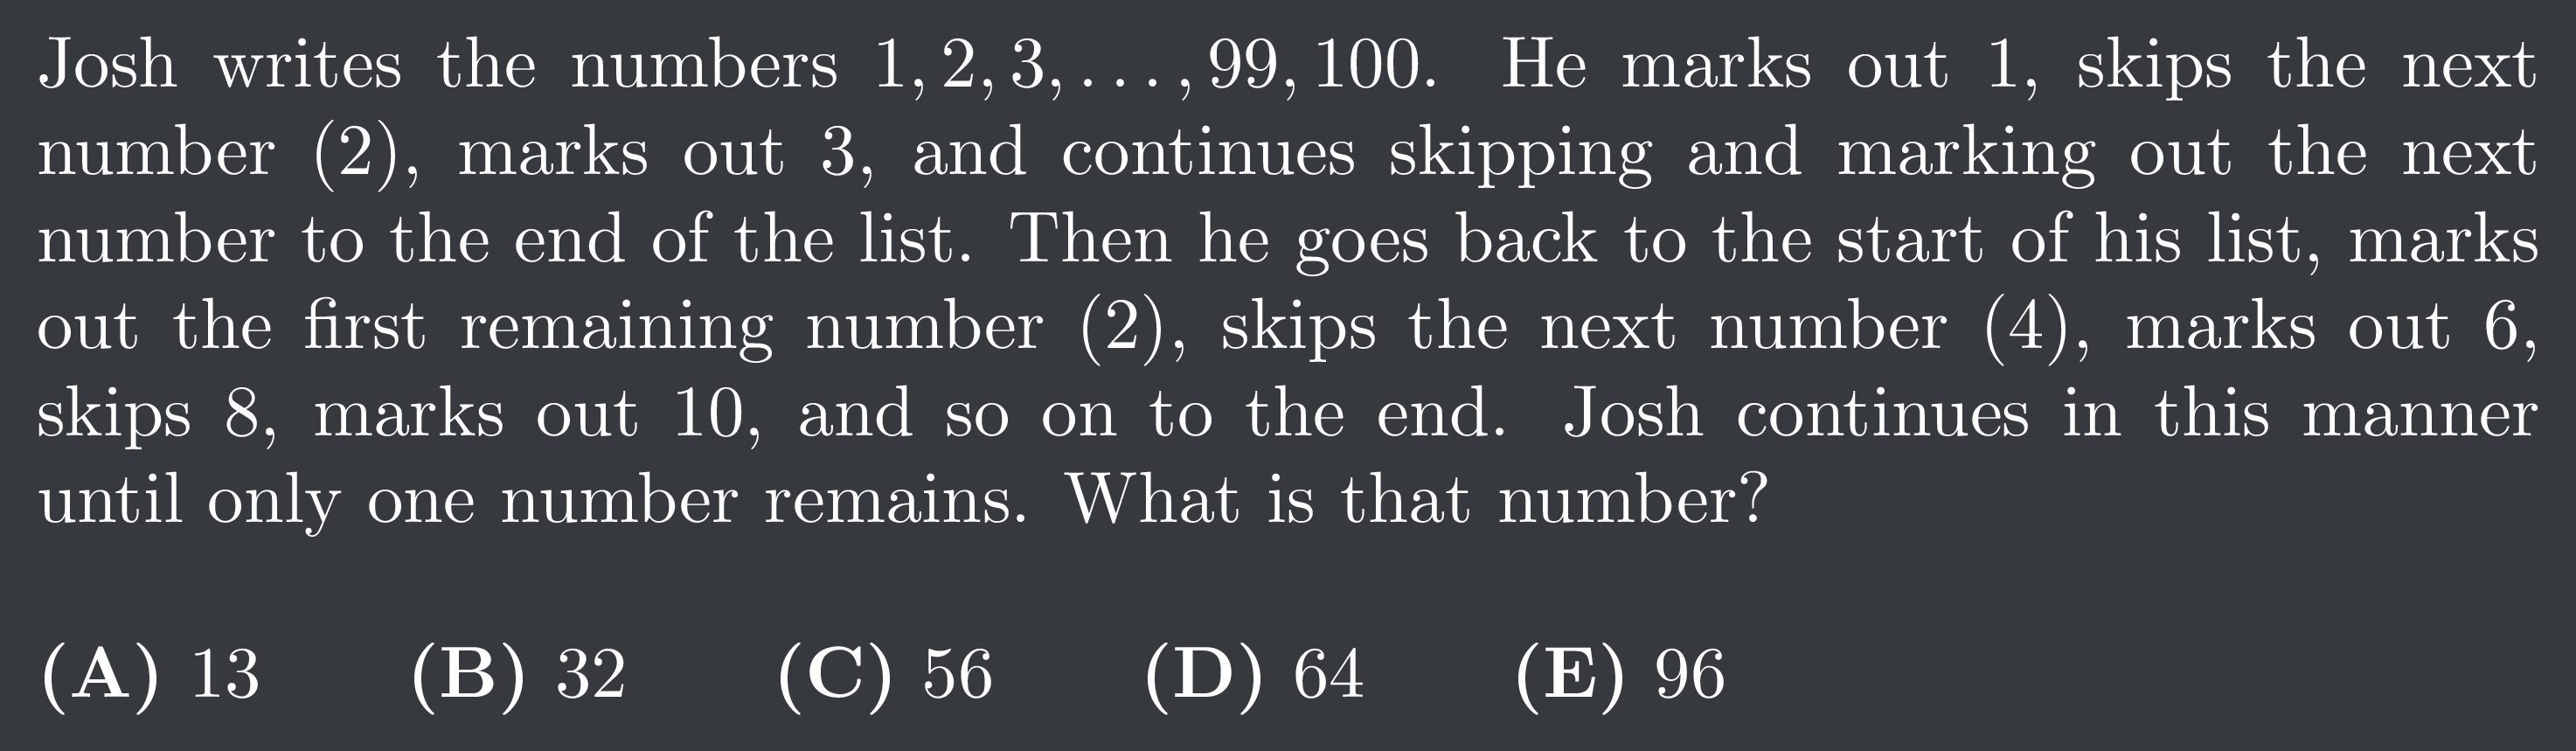 Josh writes the numbers 1, 2, 3, . . . , 99, 100. He marks out 1, skips the next
number (2), marks out 3, and continues skipping and marking out the next
number to the end of the list. Then he goes back to the start of his list, marks
out the first remaining number (2), skips the next number (4), marks out 6,
skips 8, marks out 10, and so on to the end. Josh continues in this manner
until only one number remains. What is that number?
(A) 13 (B) 32 (C) 56 (D) 64 (E) 96